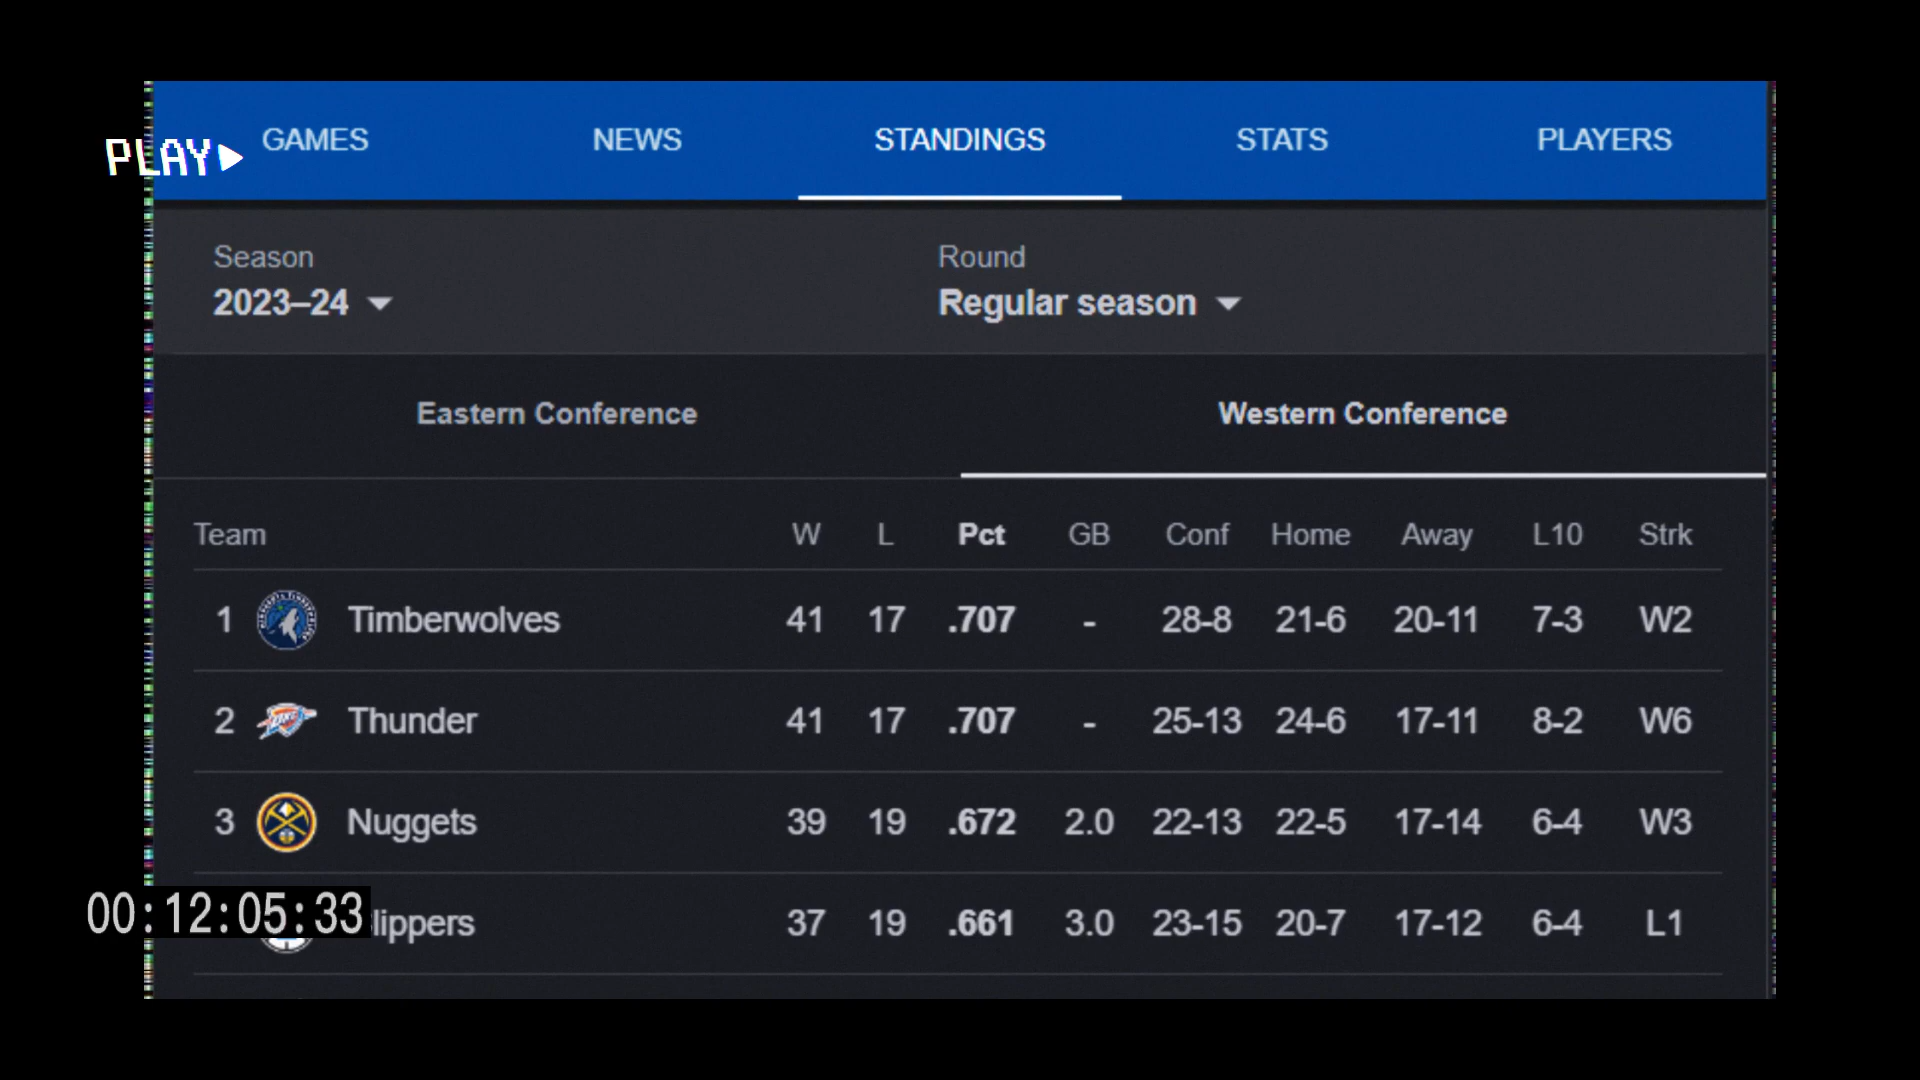 GAMES NEWS STANDINGS STATS PLAYERS
PLAY
Season Round
2023–24 Regular season
Eastern Conference Western Conference
Team W L Pct GB Conf Home Away L10 Strk
1 Timberwolves 41 17 .707 - 28-8 21-6 20-11 7-3 W2
2 Thunder 41 17 .707 - 25-13 24-6 17-11 8-2 W6
3 Nuggets 39 19 .672 2.0 22-13 22-5 17-14 6-4 W3
00:12:05:33 lippers 37 19 .661 3.0 23-15 20-7 17-12 6-4 L1